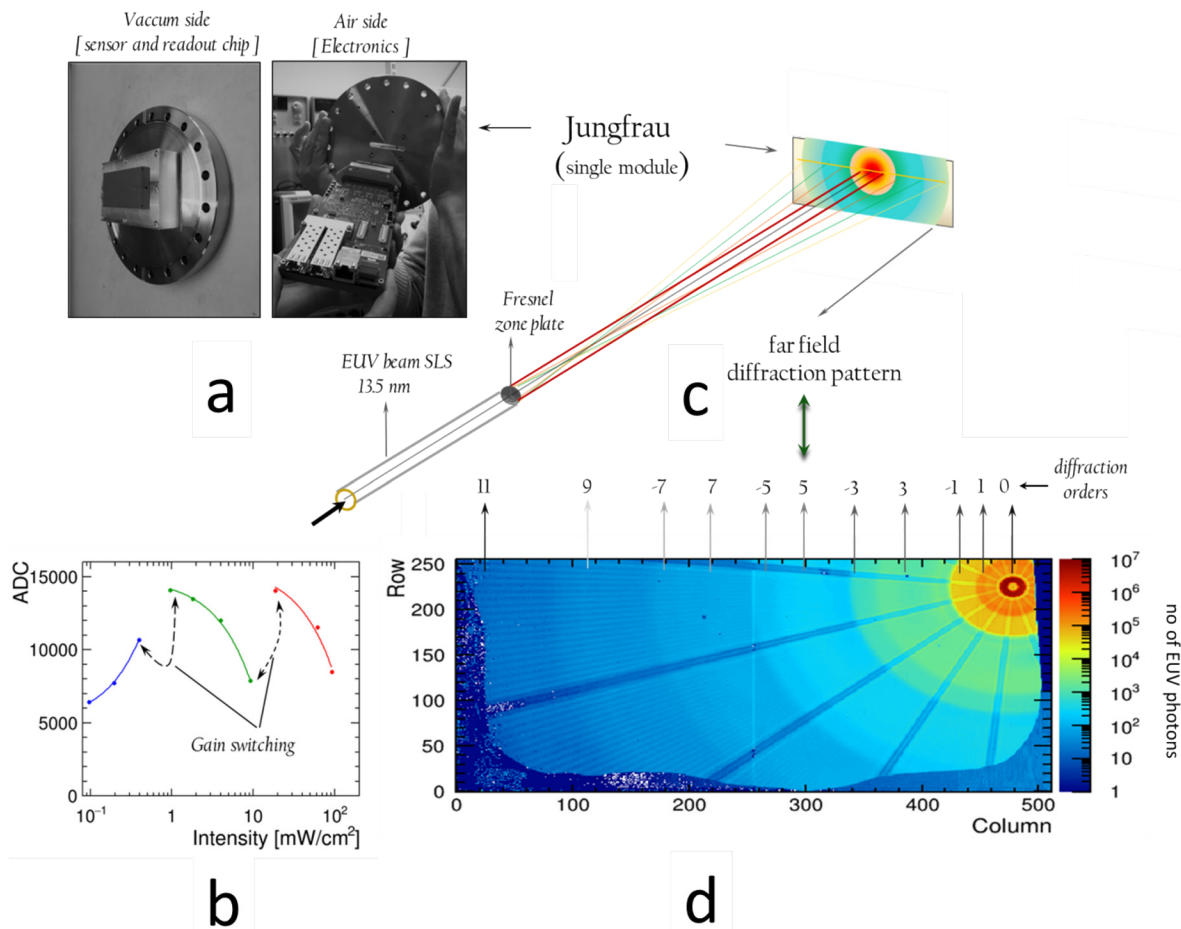 Vaccum side
[ sensor and readout chip ]
Air side
[ Electronics ]
Jungfrau
(single module)
Fresnel
zone plate
EUV beam SLS
13.5 nm
a
c
far field
diffraction pattern
11 9 -7 7 -5 5 -3 3 -1 1 0
diffraction
orders
ADC
15000
10000
5000
0
10⁻¹ 1 10 10²
Intensity [mW/cm²]
Gain switching
b
Row
250
200
150
100
50
0
0 100 200 300 400 500
Column
10⁷
10⁶
10⁵
10⁴
10³
10²
10
1
no of EUV photons
d